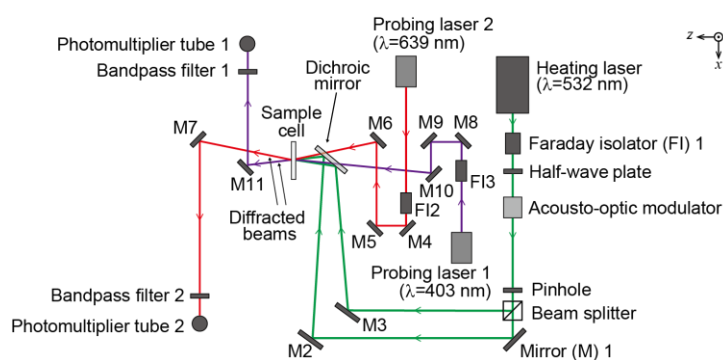 Photomultiplier tube 1
Bandpass filter 1
Probing laser 2
(λ=639 nm)
Heating laser
(λ=532 nm)
z
x
Dichroic
mirror
Sample
cell
M7
M6
M9
M8
Faraday isolator (FI) 1
Half-wave plate
M11
M10
FI3
Acousto-optic modulator
Diffracted
beams
FI2
M5
M4
Probing laser 1
(λ=403 nm)
Bandpass filter 2
Pinhole
Photomultiplier tube 2
M3
Beam splitter
M2
Mirror (M) 1